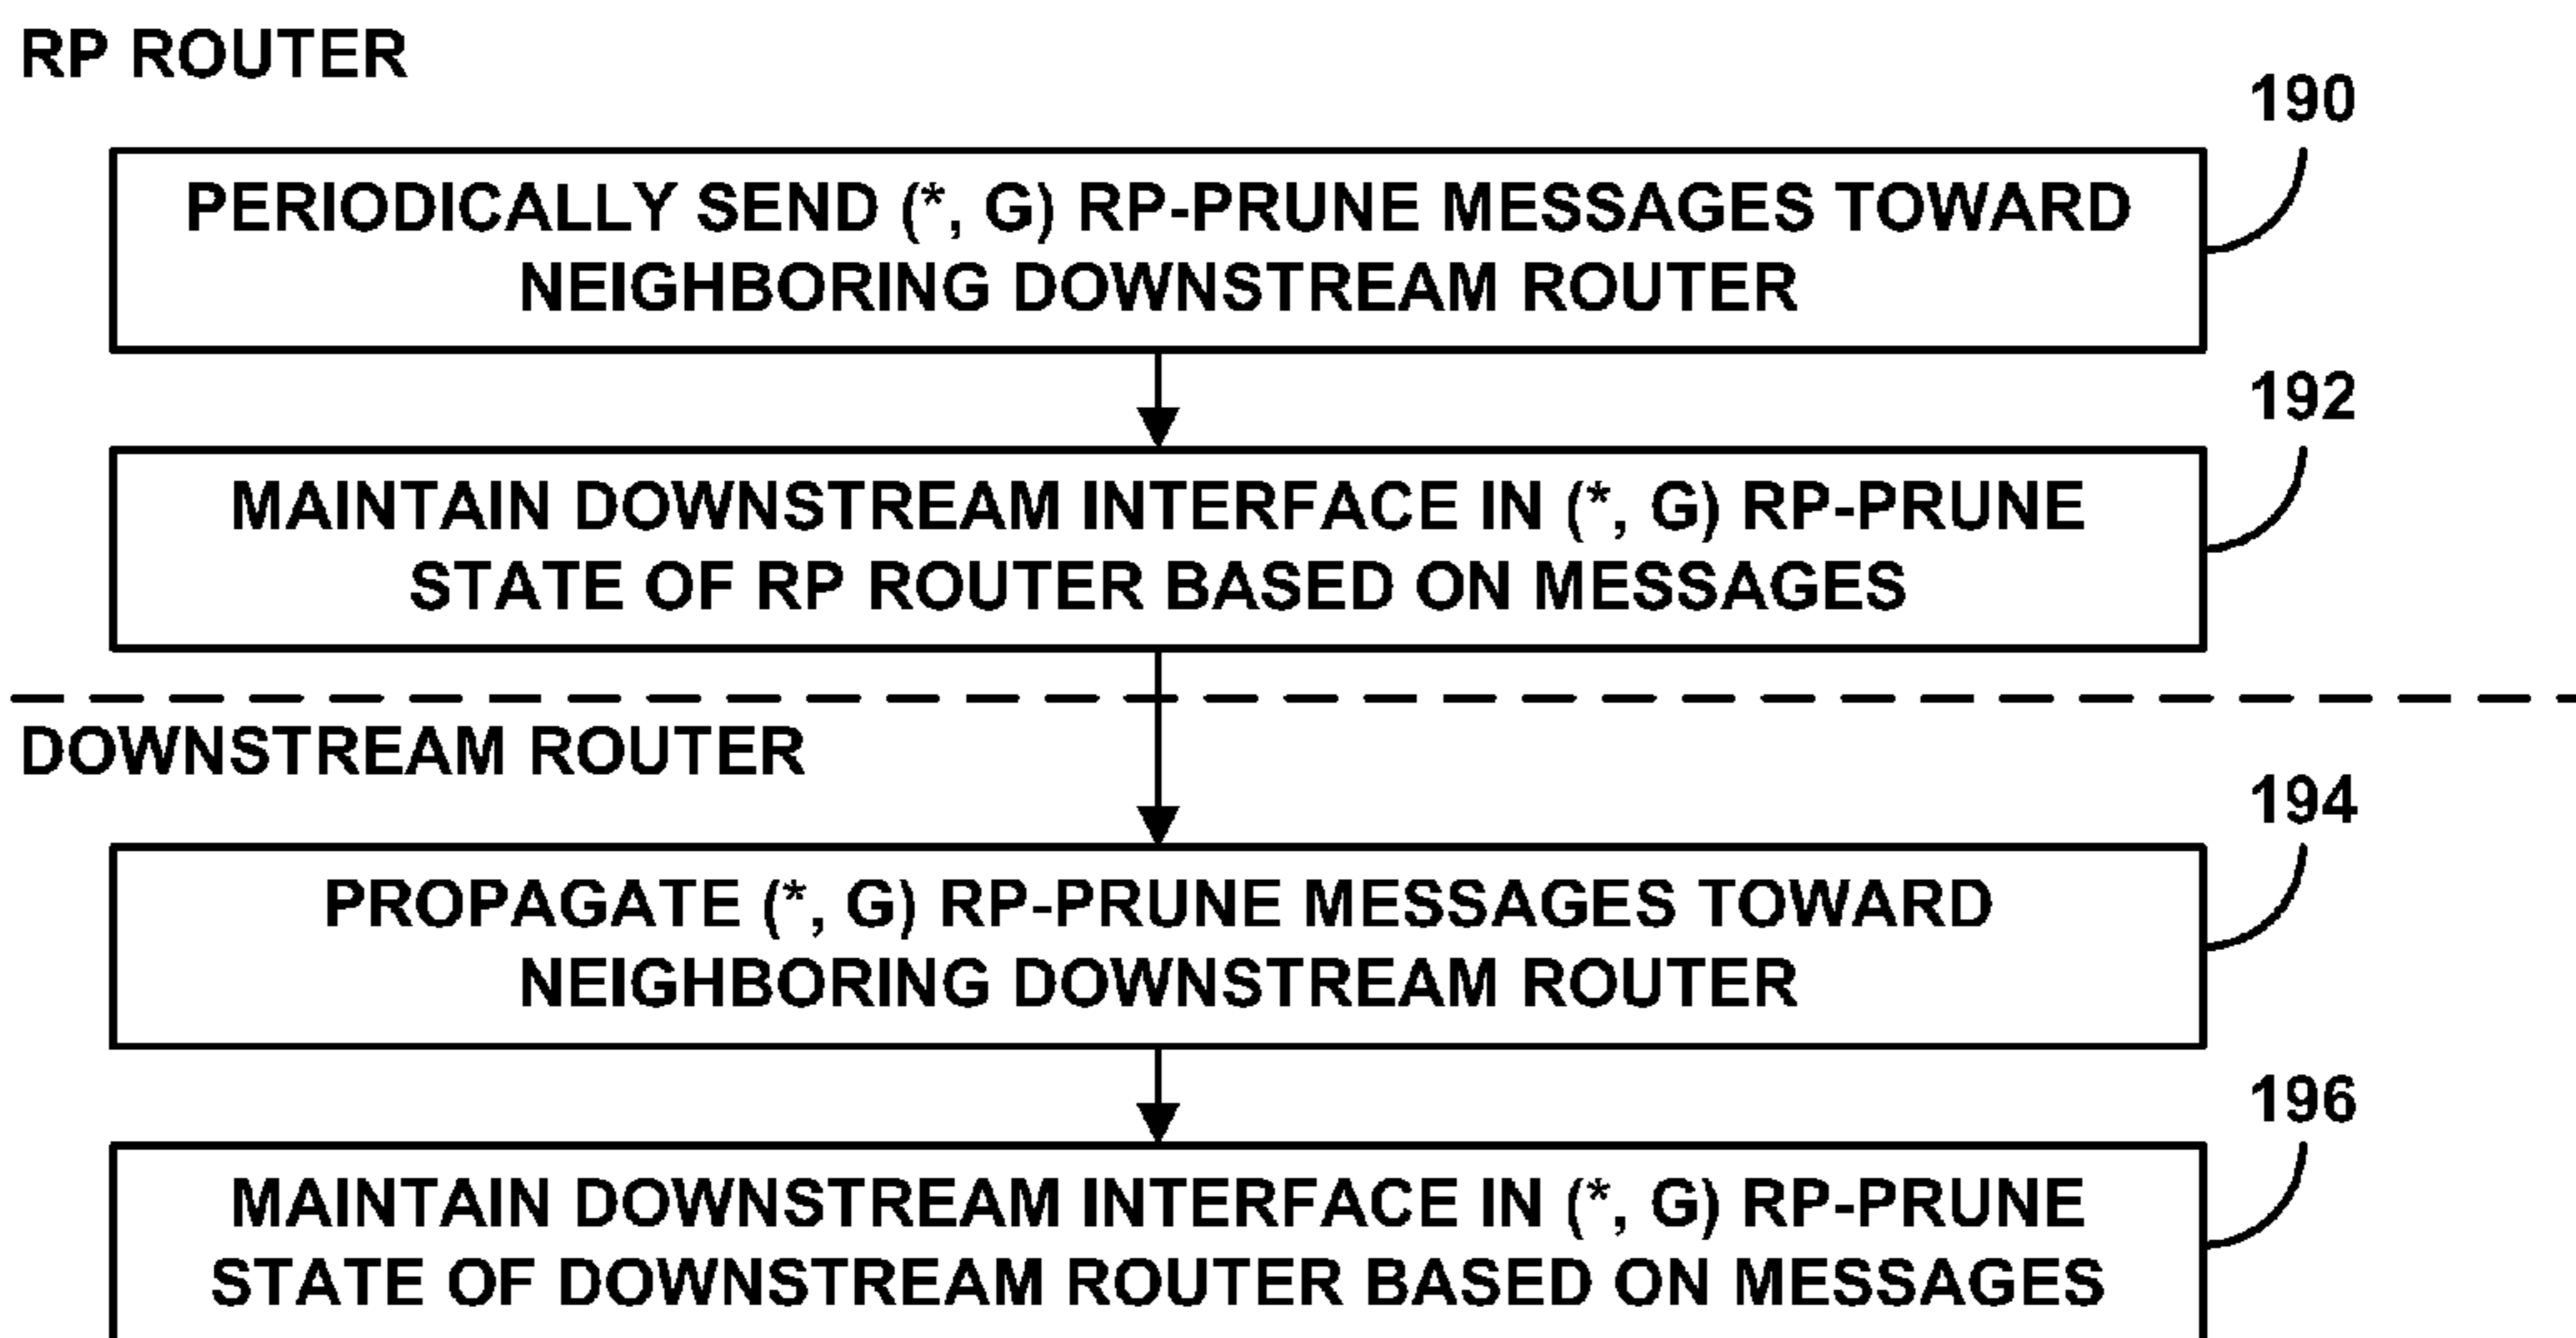 RP ROUTER
190
PERIODICALLY SEND (*, G) RP-PRUNE MESSAGES TOWARD
NEIGHBORING DOWNSTREAM ROUTER
192
MAINTAIN DOWNSTREAM INTERFACE IN (*, G) RP-PRUNE
STATE OF RP ROUTER BASED ON MESSAGES
DOWNSTREAM ROUTER
194
PROPAGATE (*, G) RP-PRUNE MESSAGES TOWARD
NEIGHBORING DOWNSTREAM ROUTER
196
MAINTAIN DOWNSTREAM INTERFACE IN (*, G) RP-PRUNE
STATE OF DOWNSTREAM ROUTER BASED ON MESSAGES